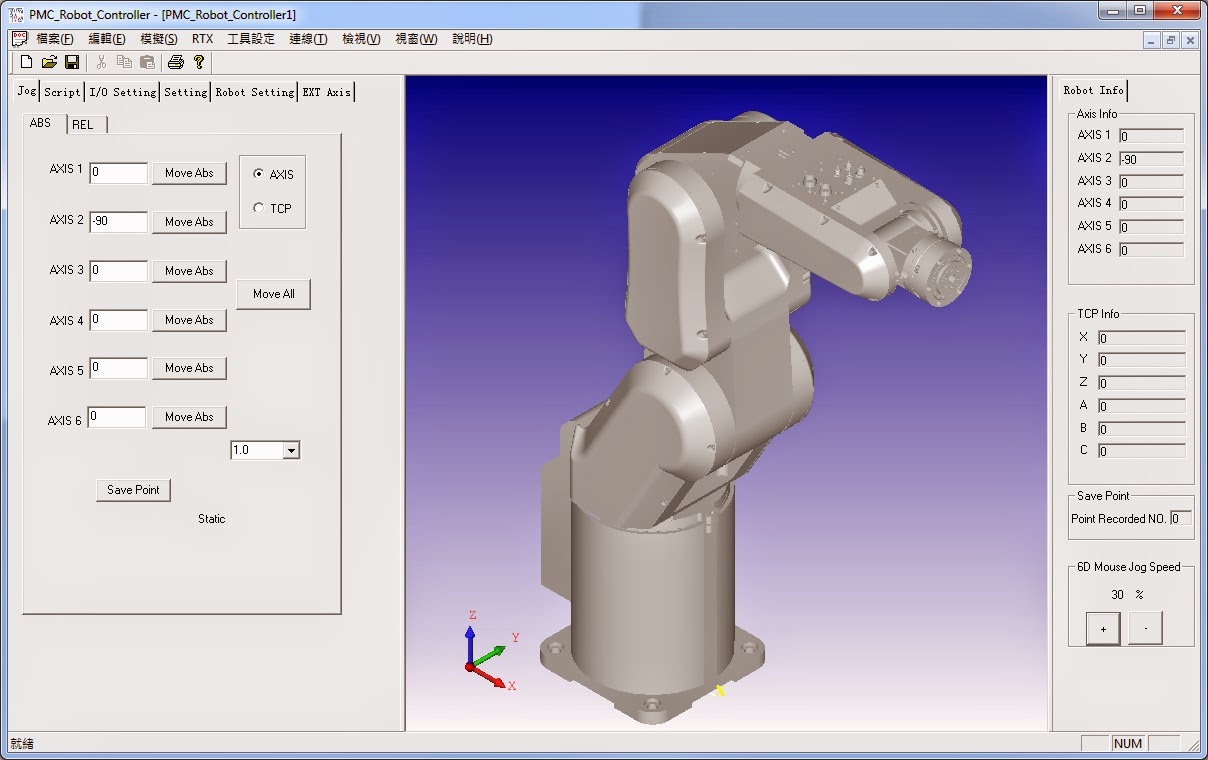 PMC_Robot_Controller - [PMC_Robot_Controller1]
檔案(F) 編輯(E) 模擬(S) RTX 工具設定 連線(T) 檢視(V) 視窗(W) 說明(H)
Jog Script I/O Setting Setting Robot Setting EXT Axis
ABS REL
AXIS 1 0 Move Abs
AXIS 2 -90 Move Abs
AXIS 3 0 Move Abs
AXIS 4 0 Move Abs
AXIS 5 0 Move Abs
AXIS 6 0 Move Abs
AXIS
TCP
Move All
1.0
Save Point
Static
Z
Y
X
X
Robot Info
Axis Info
AXIS 1 0
AXIS 2 -90
AXIS 3 0
AXIS 4 0
AXIS 5 0
AXIS 6 0
TCP Info
X 0
Y 0
Z 0
A 0
B 0
C 0
Save Point
Point Recorded NO. 0
6D Mouse Jog Speed
30 %
+ -
就緒
NUM